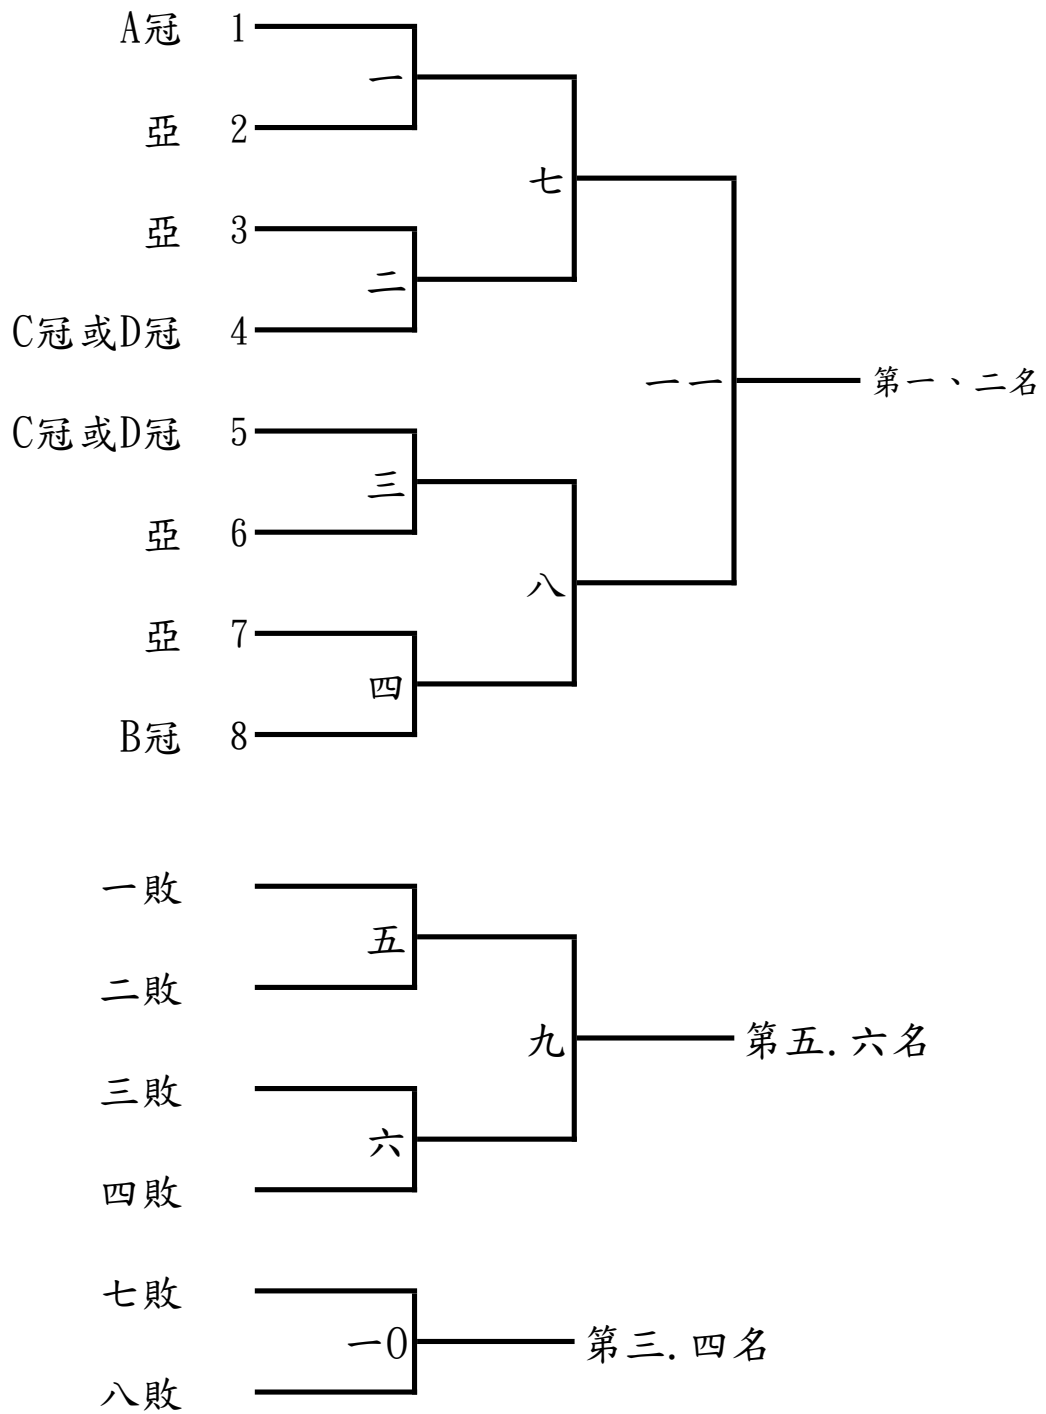 A冠 1
一
亞 2
七
亞 3
二
C冠或D冠 4
一一 第一、二名
C冠或D冠 5
三
亞 6
八
亞 7
四
B冠 8
一敗
五
二敗
九 第五.六名
三敗
六
四敗
七敗
一0 第三.四名
八敗